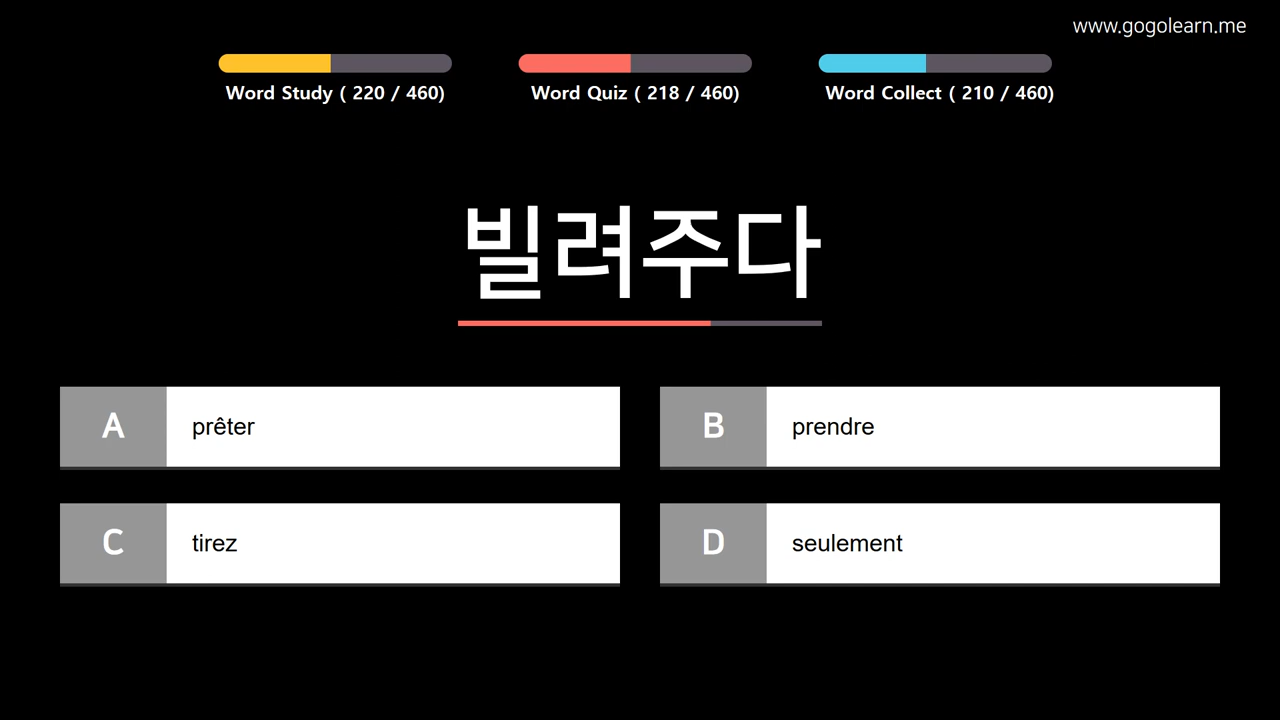 www.gogolearn.me
Word Study ( 220 / 460)
Word Quiz ( 218 / 460)
Word Collect ( 210 / 460)
빌려주다
A prêter
B prendre
C tirez
D seulement